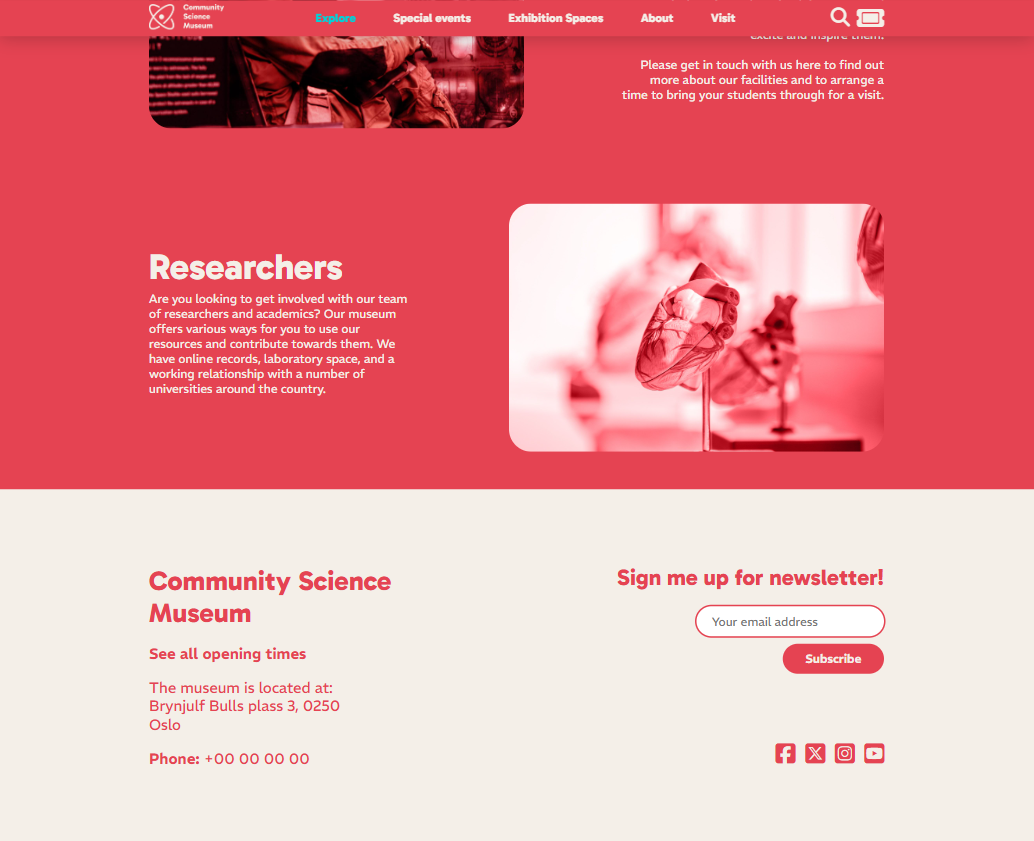 Community
Science
Museum
Explore
Special events
Exhibition Spaces
About
Visit
excite and inspire them.
Please get in touch with us here to find out
more about our facilities and to arrange a
time to bring your students through for a visit.
Researchers
Are you looking to get involved with our team
of researchers and academics? Our museum
offers various ways for you to use our
resources and contribute towards them. We
have online records, laboratory space, and a
working relationship with a number of
universities around the country.
Community Science
Museum
See all opening times
The museum is located at:
Brynjulf Bulls plass 3, 0250
Oslo
Phone: +00 00 00 00
Sign me up for newsletter!
Your email address
Subscribe